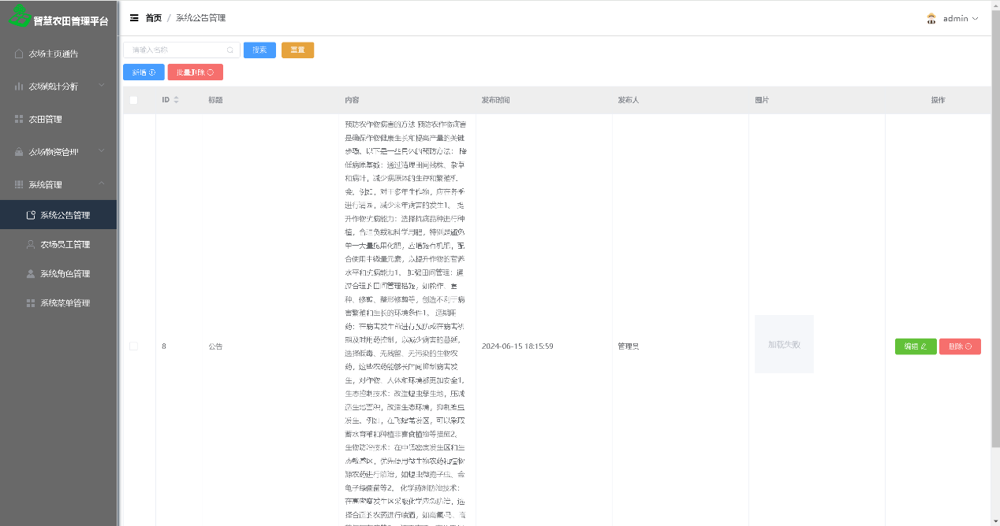 智慧农田管理平台
首页 / 系统公告管理
admin
农场主页通告
农场统计分析
农田管理
农场物资管理
系统管理
系统公告管理
农场员工管理
系统角色管理
系统菜单管理
请输入名称
搜索
重置
新增
批量删除
ID 标题 内容 发布时间 发布人 图片 操作
预防农作物病害的方法 预防农作物病害
是确保作物健康生长和提高产量的关键
步骤。以下是一些具体的预防方法： 降
低病原基数：通过清理田间残株、杂草
和病叶，减少病原体的生存和繁殖机
会。例如，对于多年生作物，应在冬季
进行清园，减少来年病害的发生1。 提
升作物抗病能力：选择抗病品种进行种
植，合理负载和科学用肥，特别是避免
单一大量施用化肥，应增施有机肥，配
合使用中微量元素，以提升作物的营养
水平和抗病能力1。 加强田间管理：通
过合理的田间管理措施，如轮作、套
种、修剪、整形修剪等，创造不利于病
害繁殖和生长的环境条件1。 适期用
药：在病害发生前进行预防或在病害初
期及时用药控制，以减少病害的蔓延。
选择低毒、无残留、无污染的生物农
药，这些农药能够长时间抑制病害发
生，对作物、人体和环境都更加安全1。
生态控制技术：改造蝗虫孳生地，压减
适生地面积，改造生态环境，抑制蝗虫
发生。例如，在飞蝗常发区，可以采取
蓄水育苇和种植非喜食植物等措施2。
生物防治技术：在中低密度发生区和生
态敏感区，优先使用微生物农药和植物
源农药进行防治，如蝗虫微孢子虫、金
龟子绿僵菌等2。 化学药剂防治技术：
在高密度发生区采取化学应急防治，选
择合适的农药进行喷洒，如高氯·马、高
8
公告
2024-06-15 18:15:59
管理员
加载失败
编辑
删除